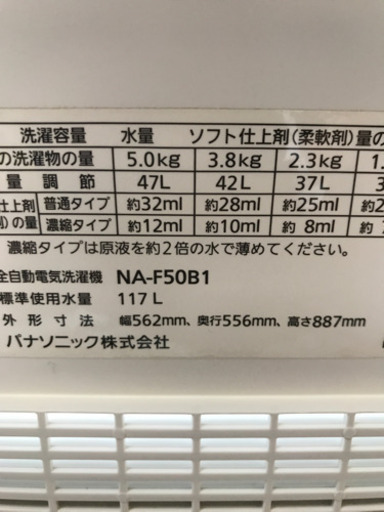 洗濯容量 水量 ソフト仕上剤(柔軟剤)量の
の洗濯物の量 5.0kg 3.8kg 2.3kg 1.
量 調 節 47L 42L 37L 3
仕上剤 普通タイプ 約32ml 約28ml 約25ml 約2
)の量 濃縮タイプ 約12ml 約10ml 約 8ml 約
濃縮タイプは原液を約2倍の水で薄めてください。
全自動電気洗濯機 NA-F50B1
標準使用水量 117 L
外 形 寸 法 幅562mm、奥行556mm、高さ887mm
パナソニック株式会社